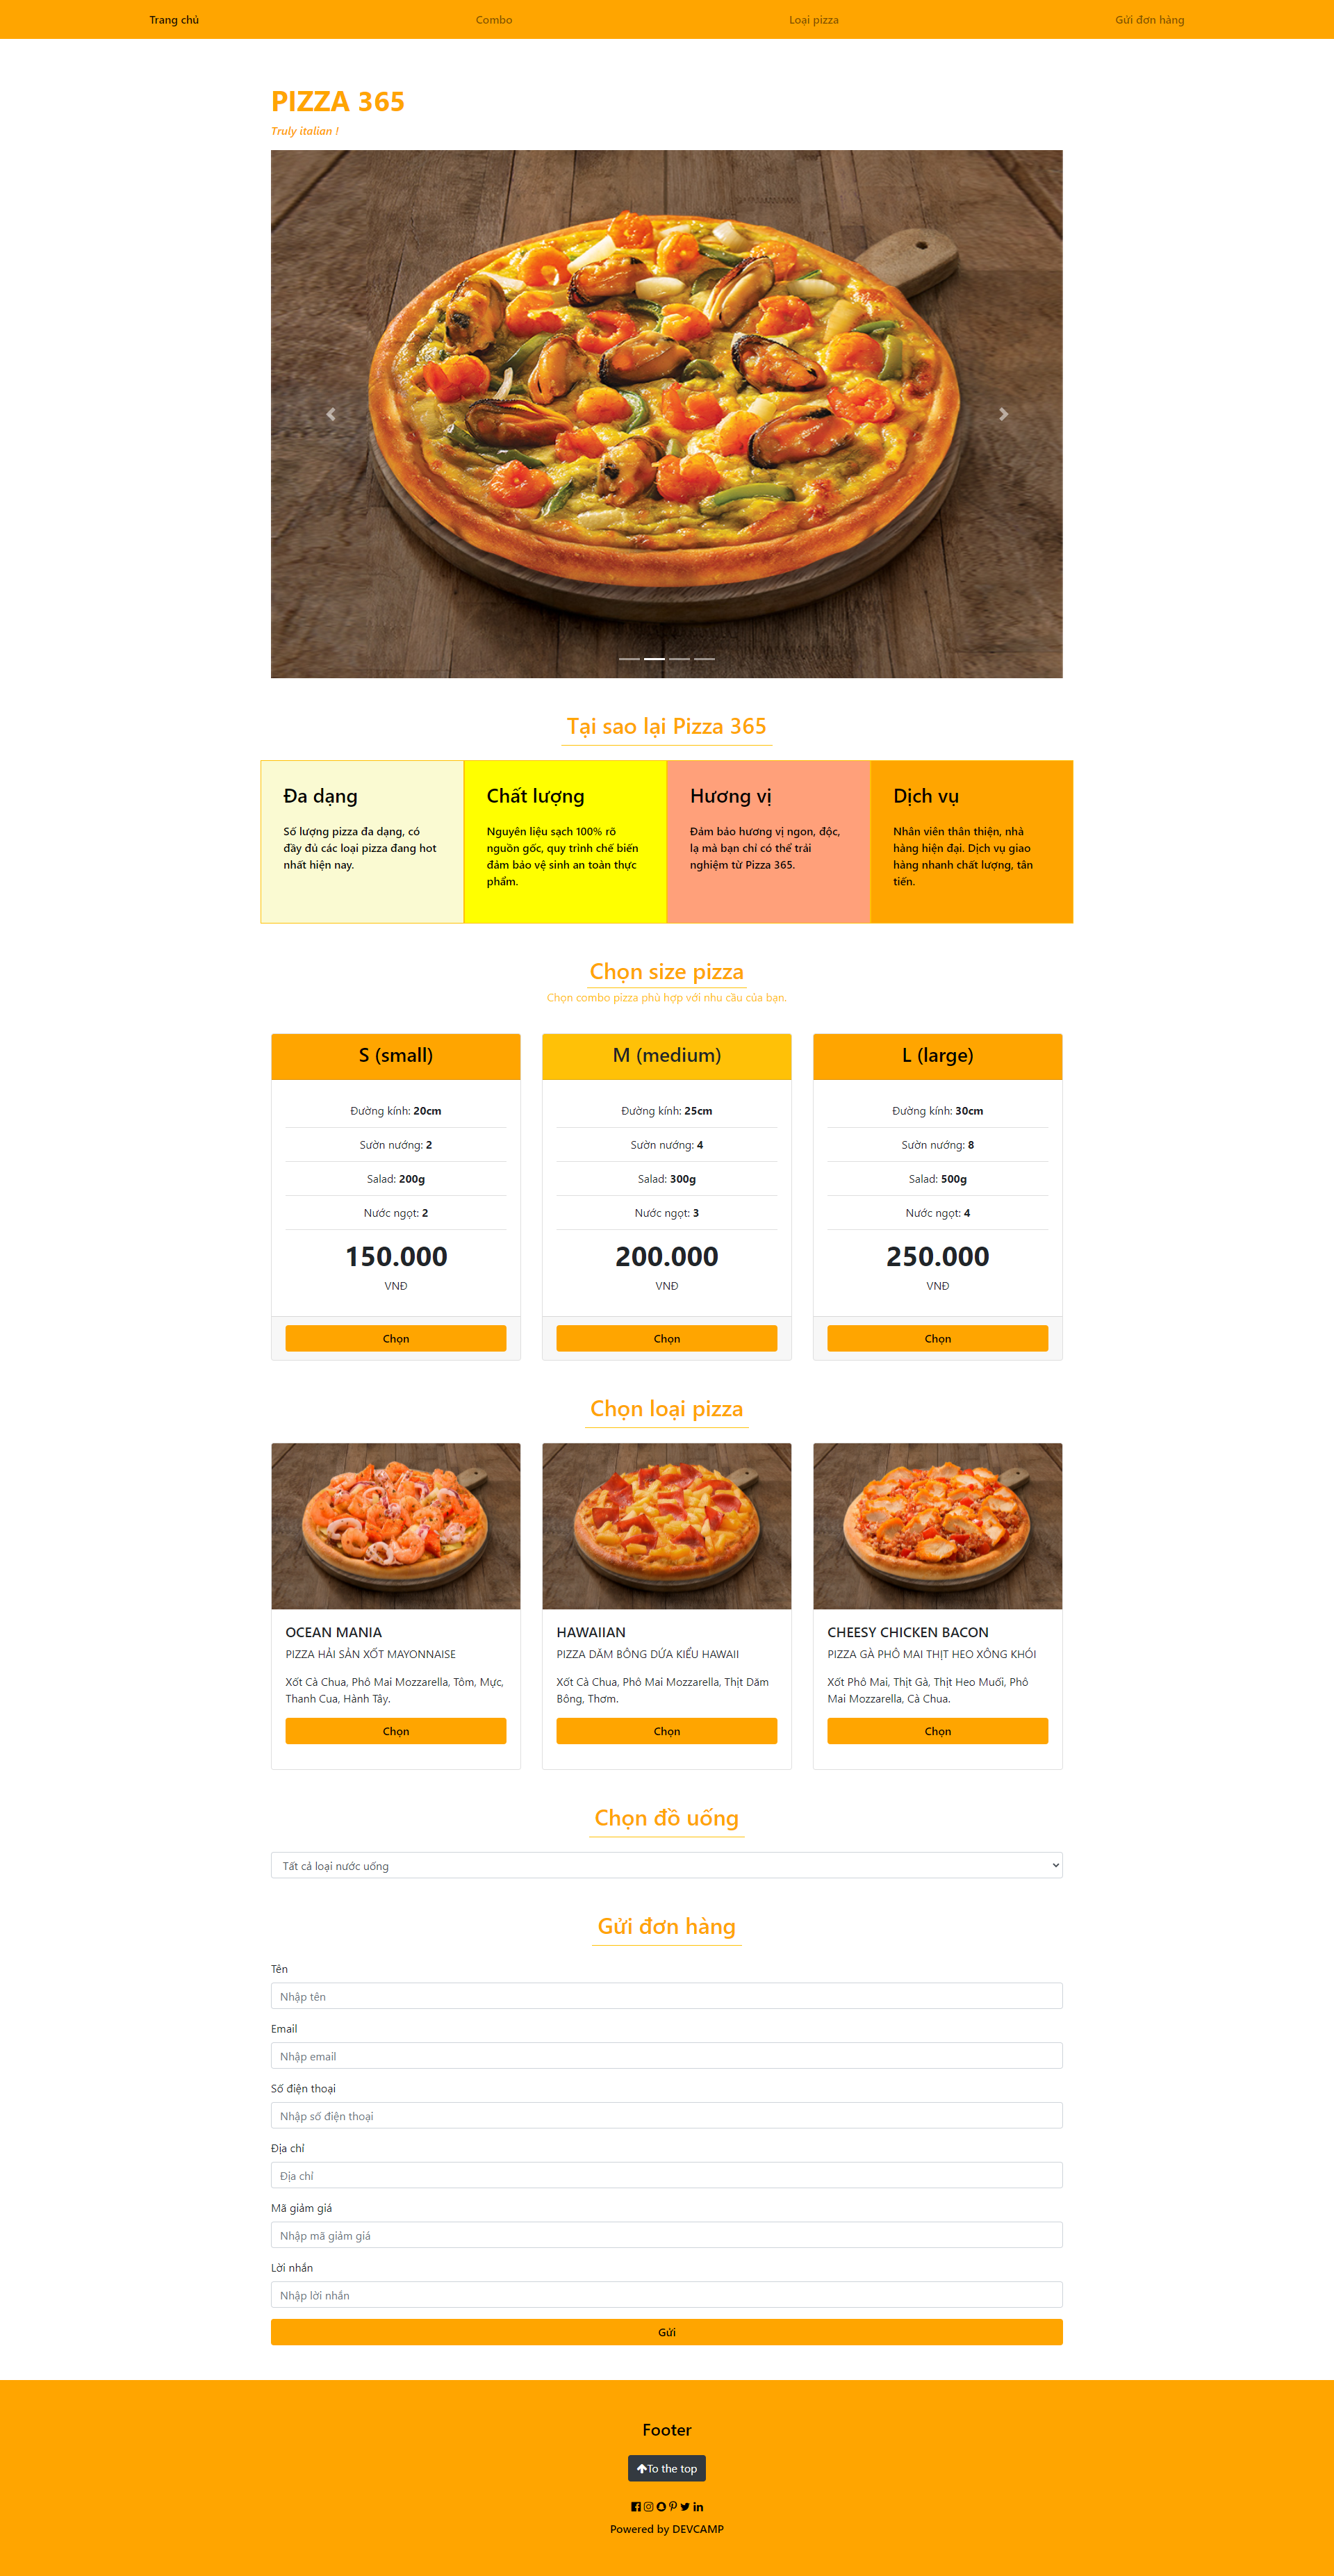 Trang chủ
Combo
Loại pizza
Gửi đơn hàng
PIZZA 365
Truly italian !
Tại sao lại Pizza 365
Đa dạng
Số lượng pizza đa dạng, có
đầy đủ các loại pizza đang hot
nhất hiện nay.
Chất lượng
Nguyên liệu sạch 100% rõ
nguồn gốc, quy trình chế biến
đảm bảo vệ sinh an toàn thực
phẩm.
Hương vị
Đảm bảo hương vị ngon, độc,
lạ mà bạn chỉ có thể trải
nghiệm từ Pizza 365.
Dịch vụ
Nhân viên thân thiện, nhà
hàng hiện đại. Dịch vụ giao
hàng nhanh chất lượng, tân
tiến.
Chọn size pizza
Chọn combo pizza phù hợp với nhu cầu của bạn.
S (small)
Đường kính: 20cm
Sườn nướng: 2
Salad: 200g
Nước ngọt: 2
150.000
VNĐ
Chọn
M (medium)
Đường kính: 25cm
Sườn nướng: 4
Salad: 300g
Nước ngọt: 3
200.000
VNĐ
Chọn
L (large)
Đường kính: 30cm
Sườn nướng: 8
Salad: 500g
Nước ngọt: 4
250.000
VNĐ
Chọn
Chọn loại pizza
OCEAN MANIA
PIZZA HẢI SẢN XỐT MAYONNAISE
Xốt Cà Chua, Phô Mai Mozzarella, Tôm, Mực,
Thanh Cua, Hành Tây.
Chọn
HAWAIIAN
PIZZA DĂM BÔNG DỨA KIỂU HAWAII
Xốt Cà Chua, Phô Mai Mozzarella, Thịt Dăm
Bông, Thơm.
Chọn
CHEESY CHICKEN BACON
PIZZA GÀ PHÔ MAI THỊT HEO XÔNG KHÓI
Xốt Phô Mai, Thịt Gà, Thịt Heo Muối, Phô
Mai Mozzarella, Cà Chua.
Chọn
Chọn đồ uống
Tất cả loại nước uống
Gửi đơn hàng
Tên
Nhập tên
Email
Nhập email
Số điện thoại
Nhập số điện thoại
Địa chỉ
Địa chỉ
Mã giảm giá
Nhập mã giảm giá
Lời nhắn
Nhập lời nhắn
Gửi
Footer
To the top
Powered by DEVCAMP